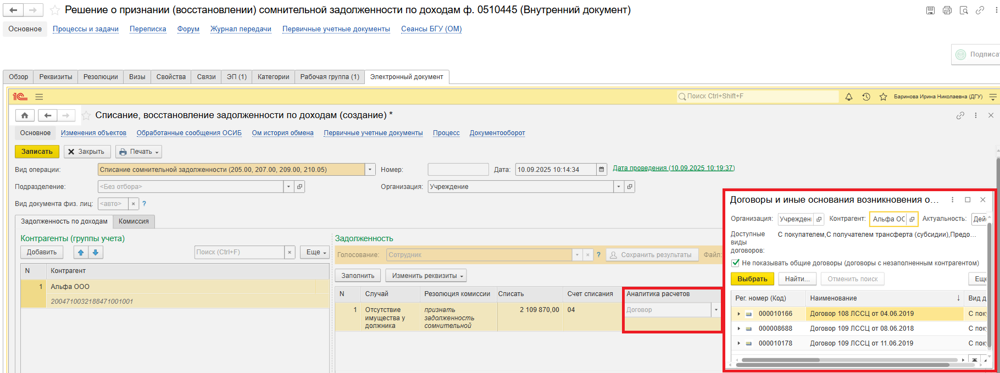 Решение о признании (восстановлении) сомнительной задолженности по доходам ф. 0510445 (Внутренний документ)
Основное Процессы и задачи Переписка Форум Журнал передачи Первичные учетные документы Сеансы БГУ (ОМ)
Подписа
Обзор Реквизиты Резолюции Визы Свойства Связи ЭП (1) Категории Рабочая группа (1) Электронный документ
1С Поиск Ctrl+Shift+F Баринова Ирина Николаевна (ДГУ)
Списание, восстановление задолженности по доходам (создание) *
Основное Изменения объектов Обработанные сообщения ОСИБ Ом история обмена Первичные учетные документы Процесс Документооборот
Записать Закрыть Печать
Вид операции: Списание сомнительной задолженности (205.00, 207.00, 209.00, 210.05) Номер: Дата: 10.09.2025 10:14:34 Дата проведения (10.09.2025 10:19:37)
Подразделение: <Без отбора> Организация: Учреждение
Вид документа физ. лиц: <авто> × ?
Задолженность по доходам Комиссия
Контрагенты (группы учета)
Добавить Поиск (Ctrl+F) × Еще
N Контрагент
1 Альфа ООО
2004710032188471001001
Задолженность
Голосование: Сотрудник × ? Сохранить результаты Файл:
Заполнить Изменить реквизиты
N Случай Резолюция комиссии Списать Счет списания Аналитика расчетов
1 Отсутствие имущества у должника признать задолженность сомнительной 2 109 870,00 04 Договор
Договоры и иные основания возникновения о...
Организация: Учрежден Контрагент: Альфа ОС Актуальность: Дей
Доступные виды договоров: С покупателем,С получателем трансферта (субсидии),Предо...
Не показывать общие договоры (договоры с незаполненным контрагентом)
Выбрать Найти... Отменить поиск Еще
Рег. номер (Код) Наименование ↓ Вид д
000010166 Договор 108 ЛССЦ от 04.06.2019 С пок
000008688 Договор 109 ЛССЦ от 08.06.2018 С пок
000010178 Договор 109 ЛССЦ от 11.06.2019 С пок